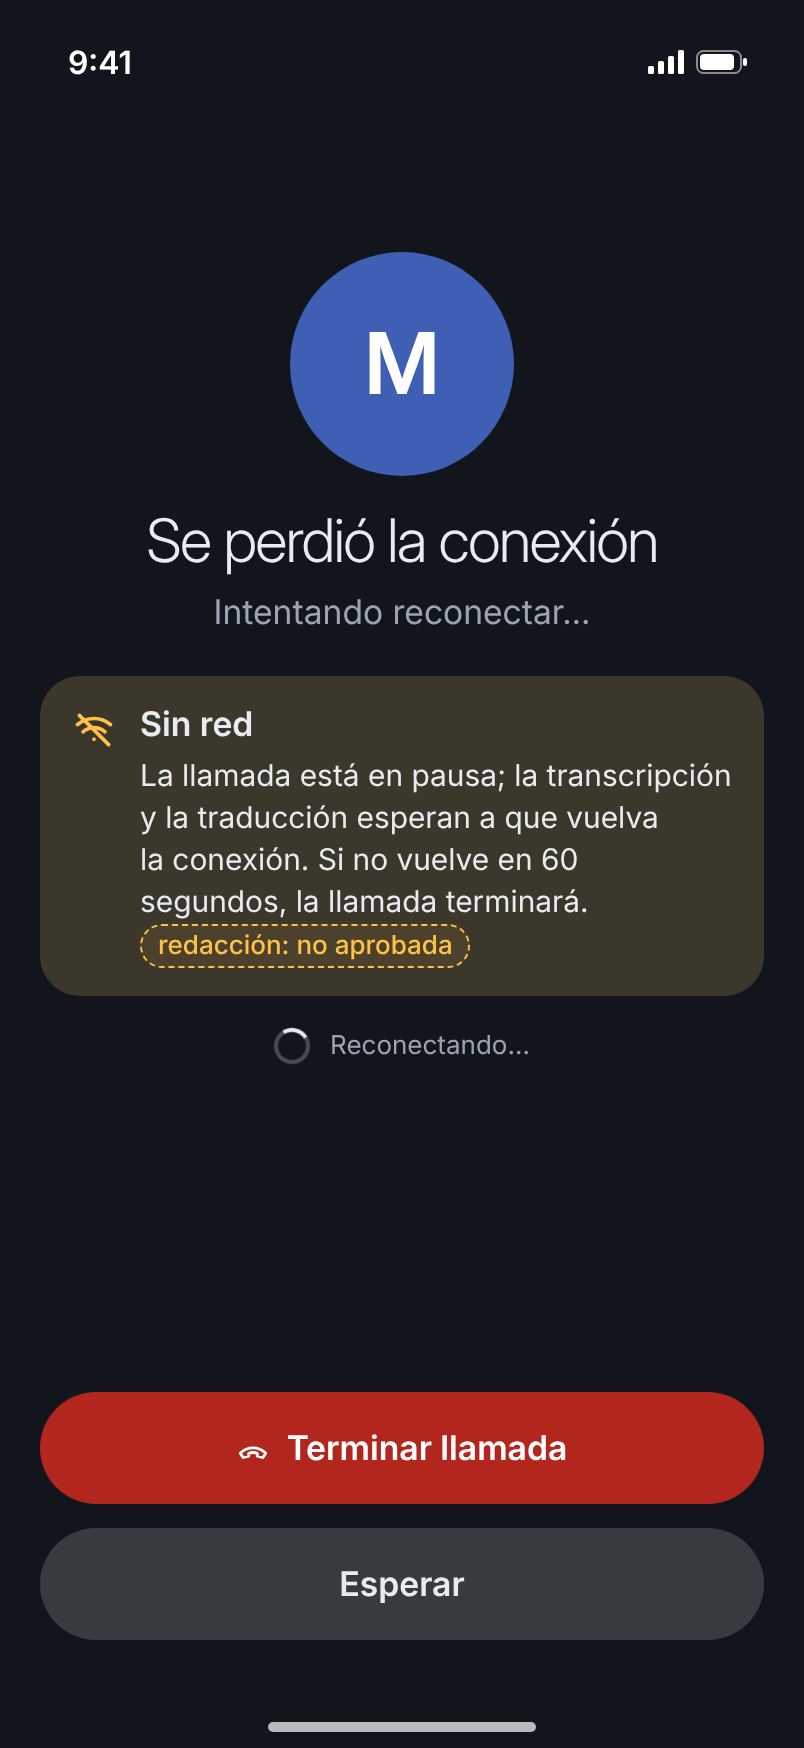 9:41
M
Se perdió la conexión
Intentando reconectar...
Sin red
La llamada está en pausa; la transcripción
y la traducción esperan a que vuelva
la conexión. Si no vuelve en 60
segundos, la llamada terminará.
redacción: no aprobada
Reconectando...
Terminar llamada
Esperar